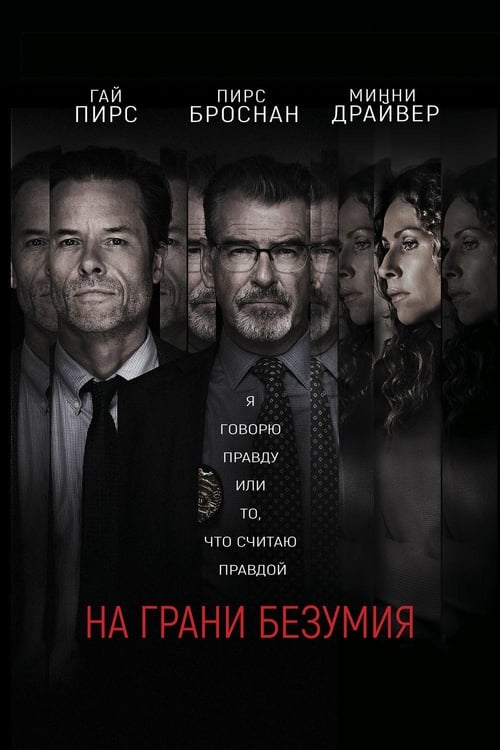 ГАЙ
ПИРС
ПИРС
БРОСНАН
МИННИ
ДРАЙВЕР
Я
ГОВОРЮ
ПРАВДУ
ИЛИ
ТО,
ЧТО СЧИТАЮ
ПРАВДОЙ
НА ГРАНИ БЕЗУМИЯ